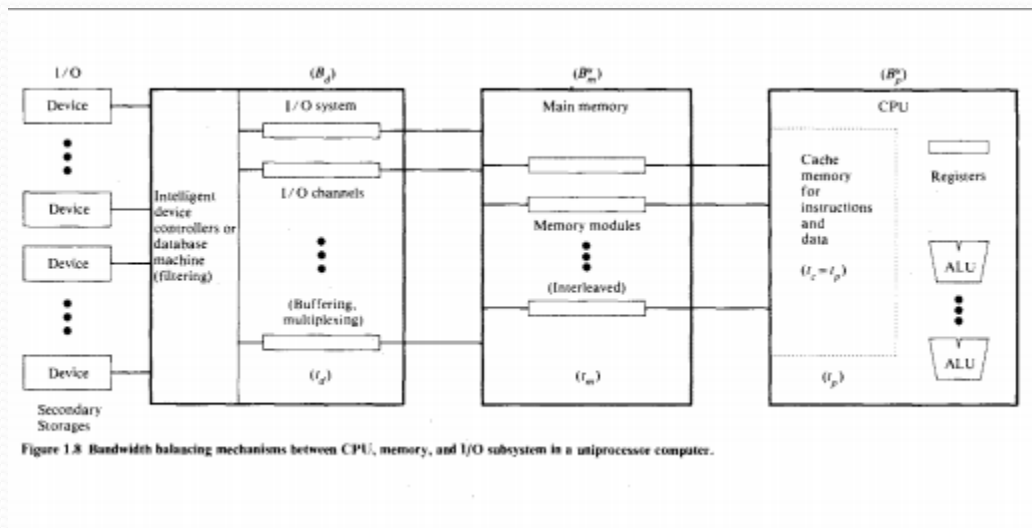 I/O
Device
Device
Device
Device
Secondary
Storages
Intelligent
device
controllers or
database
machine
(filtering)
(B_d)
I/O system
I/O channels
(Buffering,
multiplexing)
(t_d)
(B_m^u)
Main memory
Memory modules
(Interleaved)
(t_m)
(B_p^u)
CPU
Cache
memory
for
instructions
and
data
(t_c = t_p)
(t_p)
Registers
ALU
ALU
Figure 1.8 Bandwidth balancing mechanisms between CPU, memory, and I/O subsystem in a uniprocessor computer.